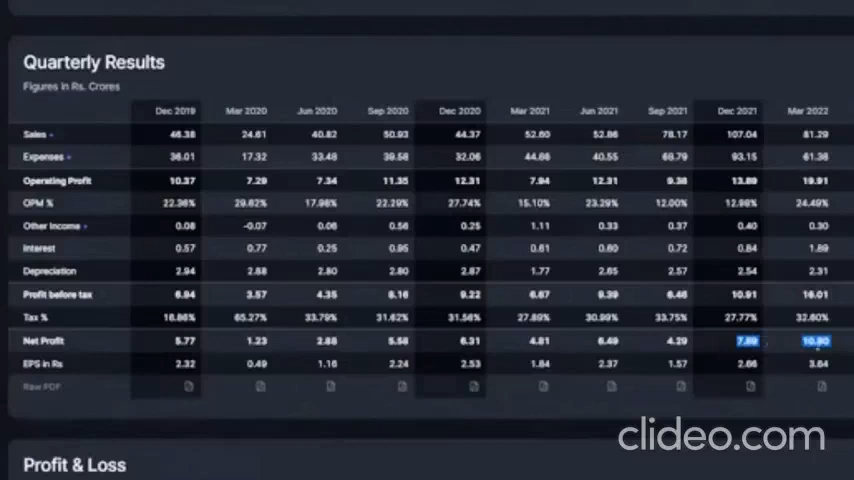 Quarterly Results
Figures in Rs. Crores
Dec 2019 Mar 2020 Jun 2020 Sep 2020 Dec 2020 Mar 2021 Jun 2021 Sep 2021 Dec 2021 Mar 2022
Sales + 46.38 24.61 40.82 50.93 44.37 52.60 52.86 78.17 107.04 81.29
Expenses + 36.01 17.32 33.48 39.58 32.06 44.66 40.55 68.79 93.15 61.38
Operating Profit 10.37 7.29 7.34 11.35 12.31 7.94 12.31 9.38 13.89 19.91
OPM % 22.36% 29.62% 17.98% 22.29% 27.74% 15.10% 23.29% 12.00% 12.98% 24.49%
Other Income + 0.08 -0.07 0.06 0.56 0.25 1.11 0.33 0.37 0.40 0.30
Interest 0.57 0.77 0.25 0.95 0.47 0.61 0.60 0.72 0.84 1.89
Depreciation 2.94 2.88 2.80 2.80 2.87 1.77 2.65 2.57 2.54 2.31
Profit before tax 6.94 3.57 4.35 8.16 9.22 6.67 9.39 6.46 10.91 16.01
Tax % 16.86% 65.27% 33.79% 31.62% 31.56% 27.89% 30.99% 33.75% 27.77% 32.60%
Net Profit 5.77 1.23 2.88 5.58 6.31 4.81 6.49 4.29 7.89 10.80
EPS in Rs 2.32 0.49 1.16 2.24 2.53 1.84 2.37 1.57 2.66 3.64
Raw PDF
clideo.com
Profit & Loss